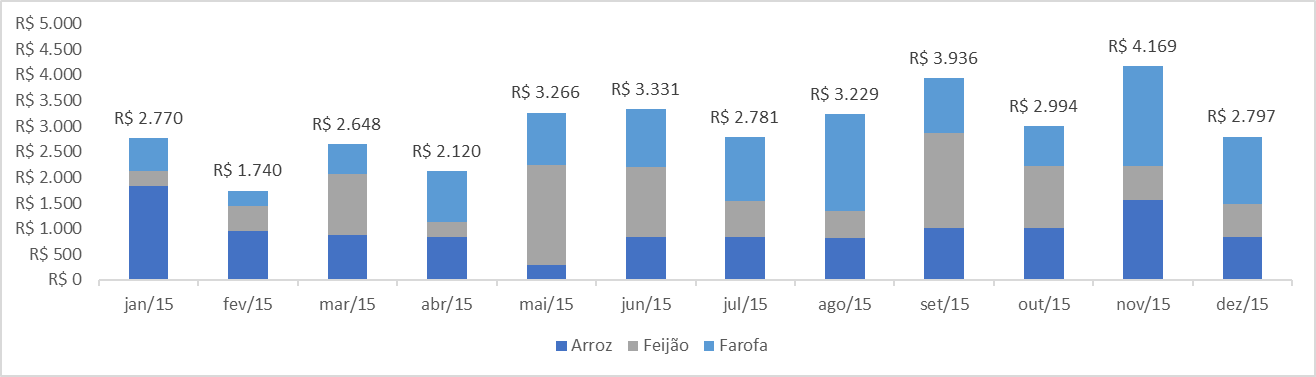 R$ 5.000
R$ 4.500
R$ 4.000
R$ 3.500
R$ 3.000
R$ 2.500
R$ 2.000
R$ 1.500
R$ 1.000
R$ 500
R$ 0
R$ 2.770
R$ 1.740
R$ 2.648
R$ 2.120
R$ 3.266
R$ 3.331
R$ 2.781
R$ 3.229
R$ 3.936
R$ 2.994
R$ 4.169
R$ 2.797
jan/15 fev/15 mar/15 abr/15 mai/15 jun/15 jul/15 ago/15 set/15 out/15 nov/15 dez/15
Arroz Feijão Farofa